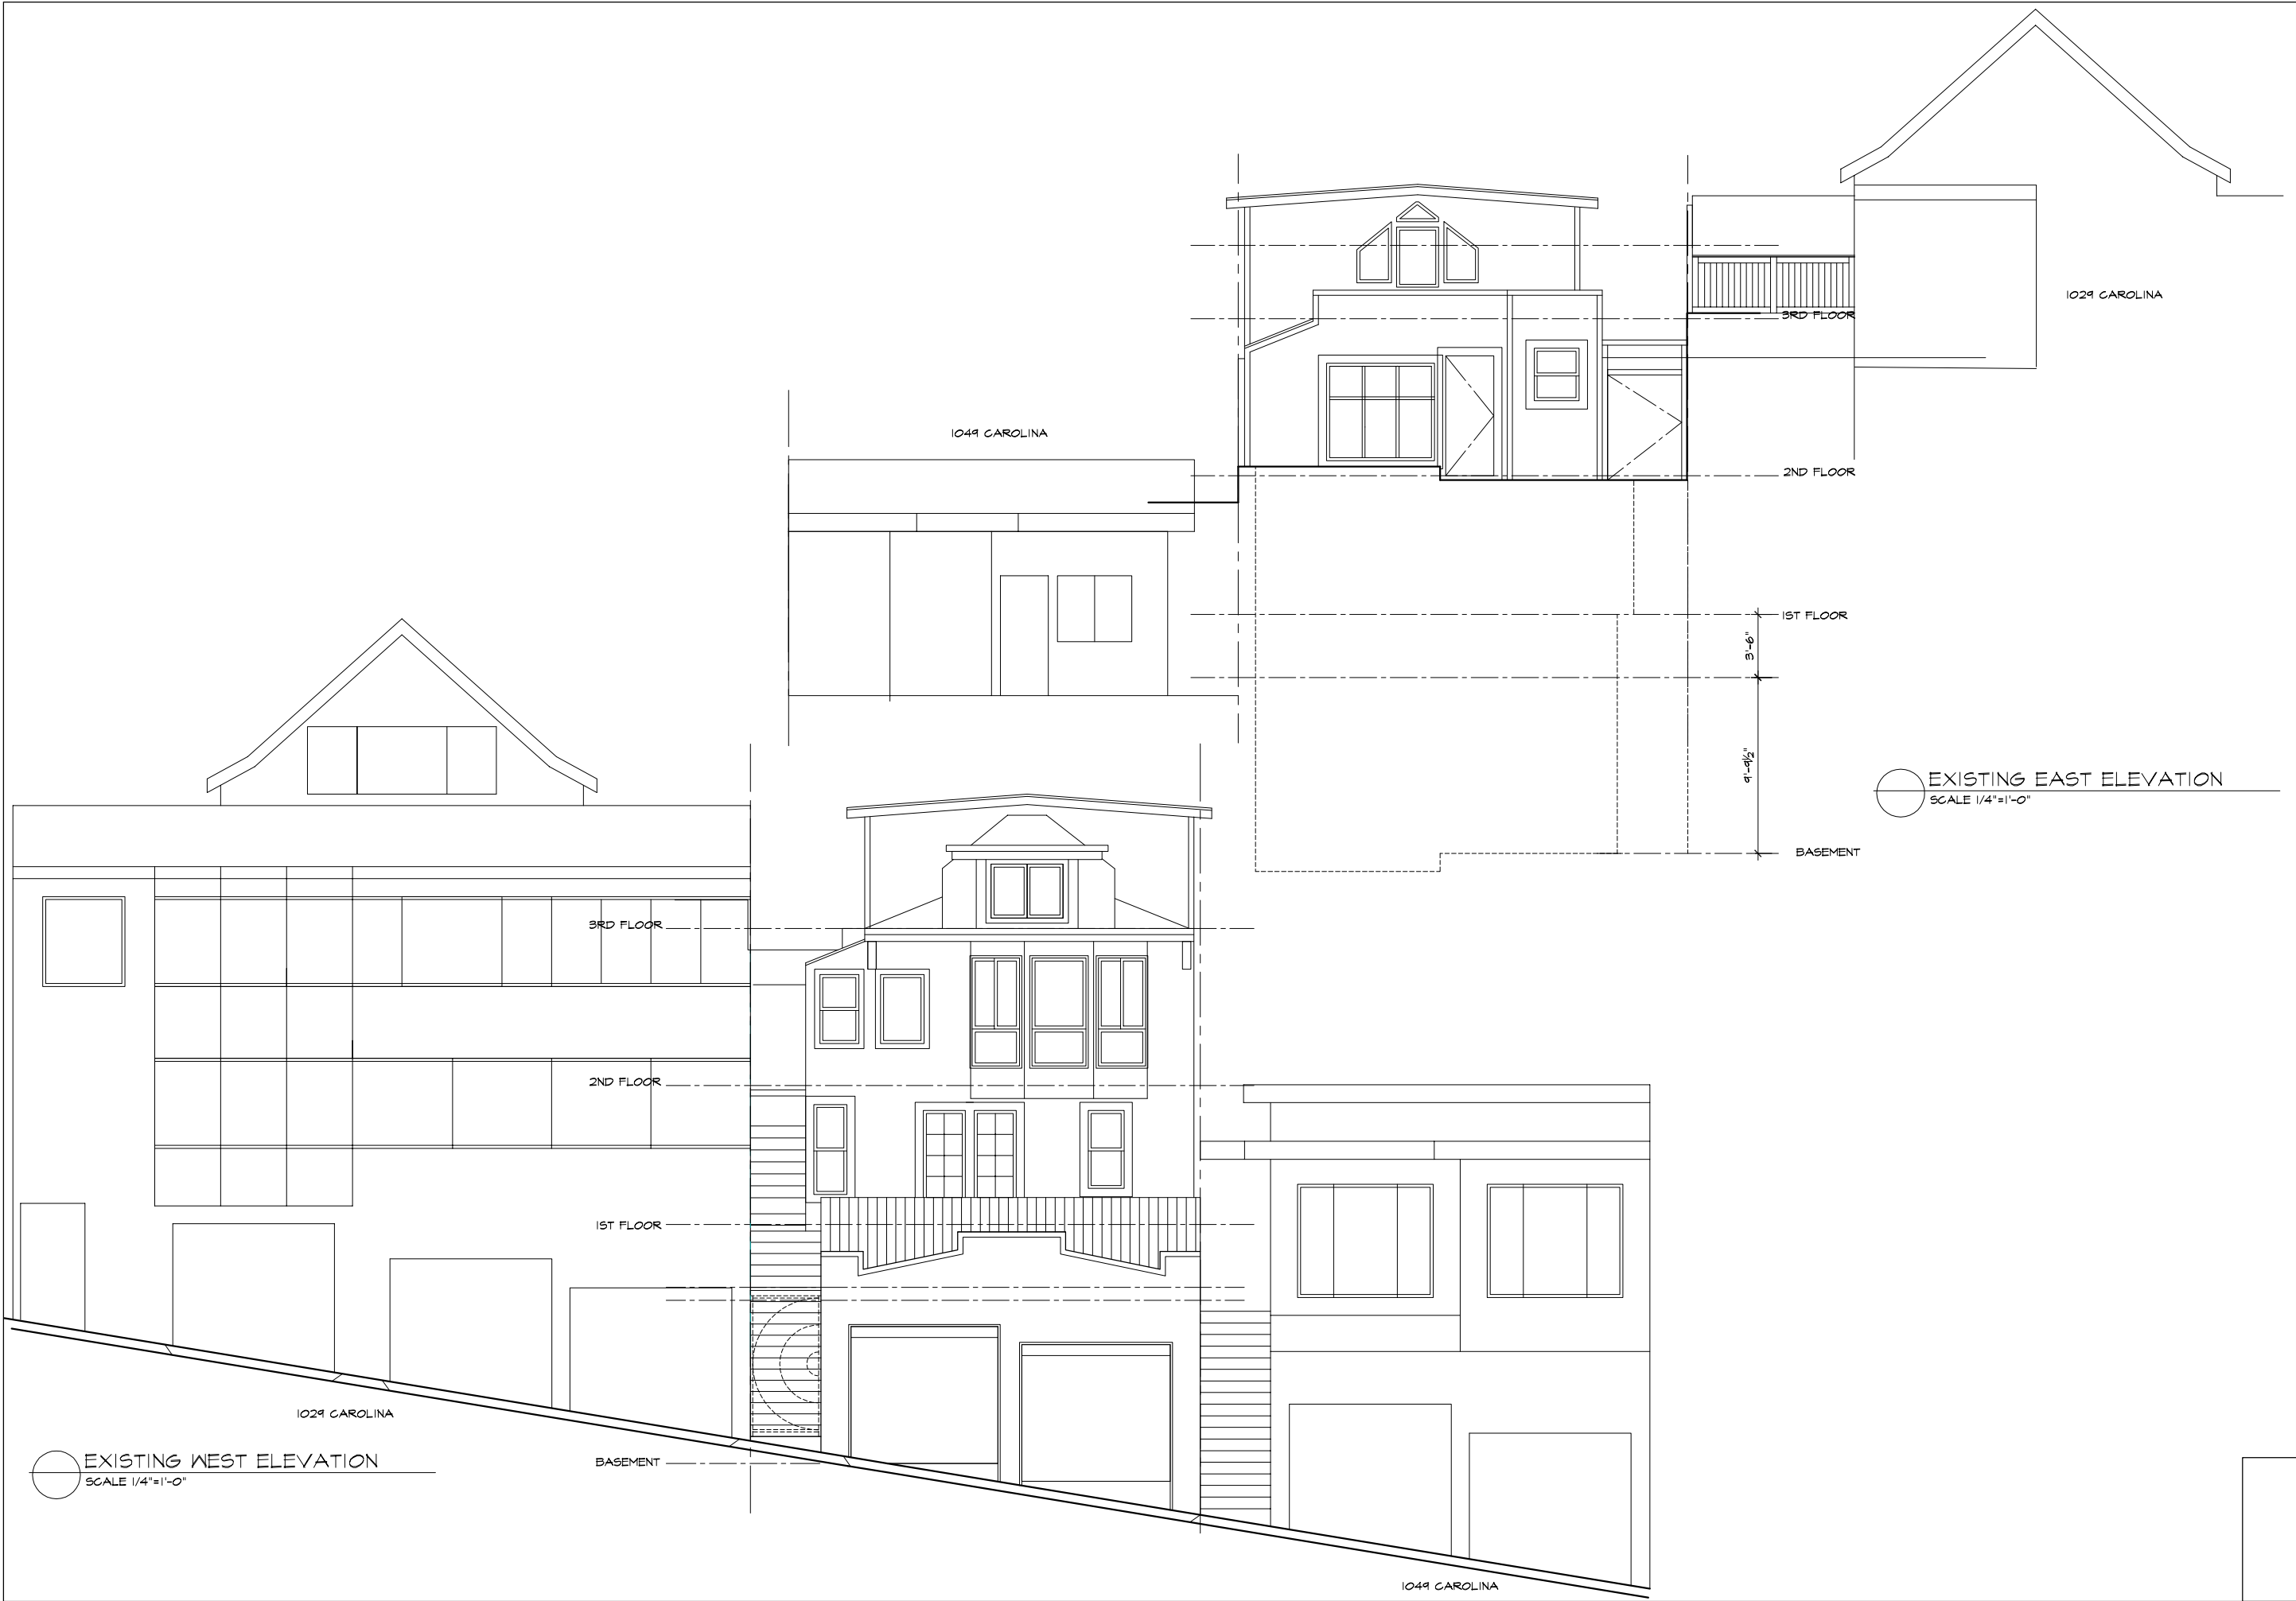 1029 CAROLINA
3RD FLOOR
1049 CAROLINA
2ND FLOOR
1ST FLOOR
3'-6"
9'-9½"
EXISTING EAST ELEVATION
SCALE 1/4"=1'-0"
BASEMENT
3RD FLOOR
2ND FLOOR
1ST FLOOR
1029 CAROLINA
EXISTING WEST ELEVATION
SCALE 1/4"=1'-0"
BASEMENT
1049 CAROLINA